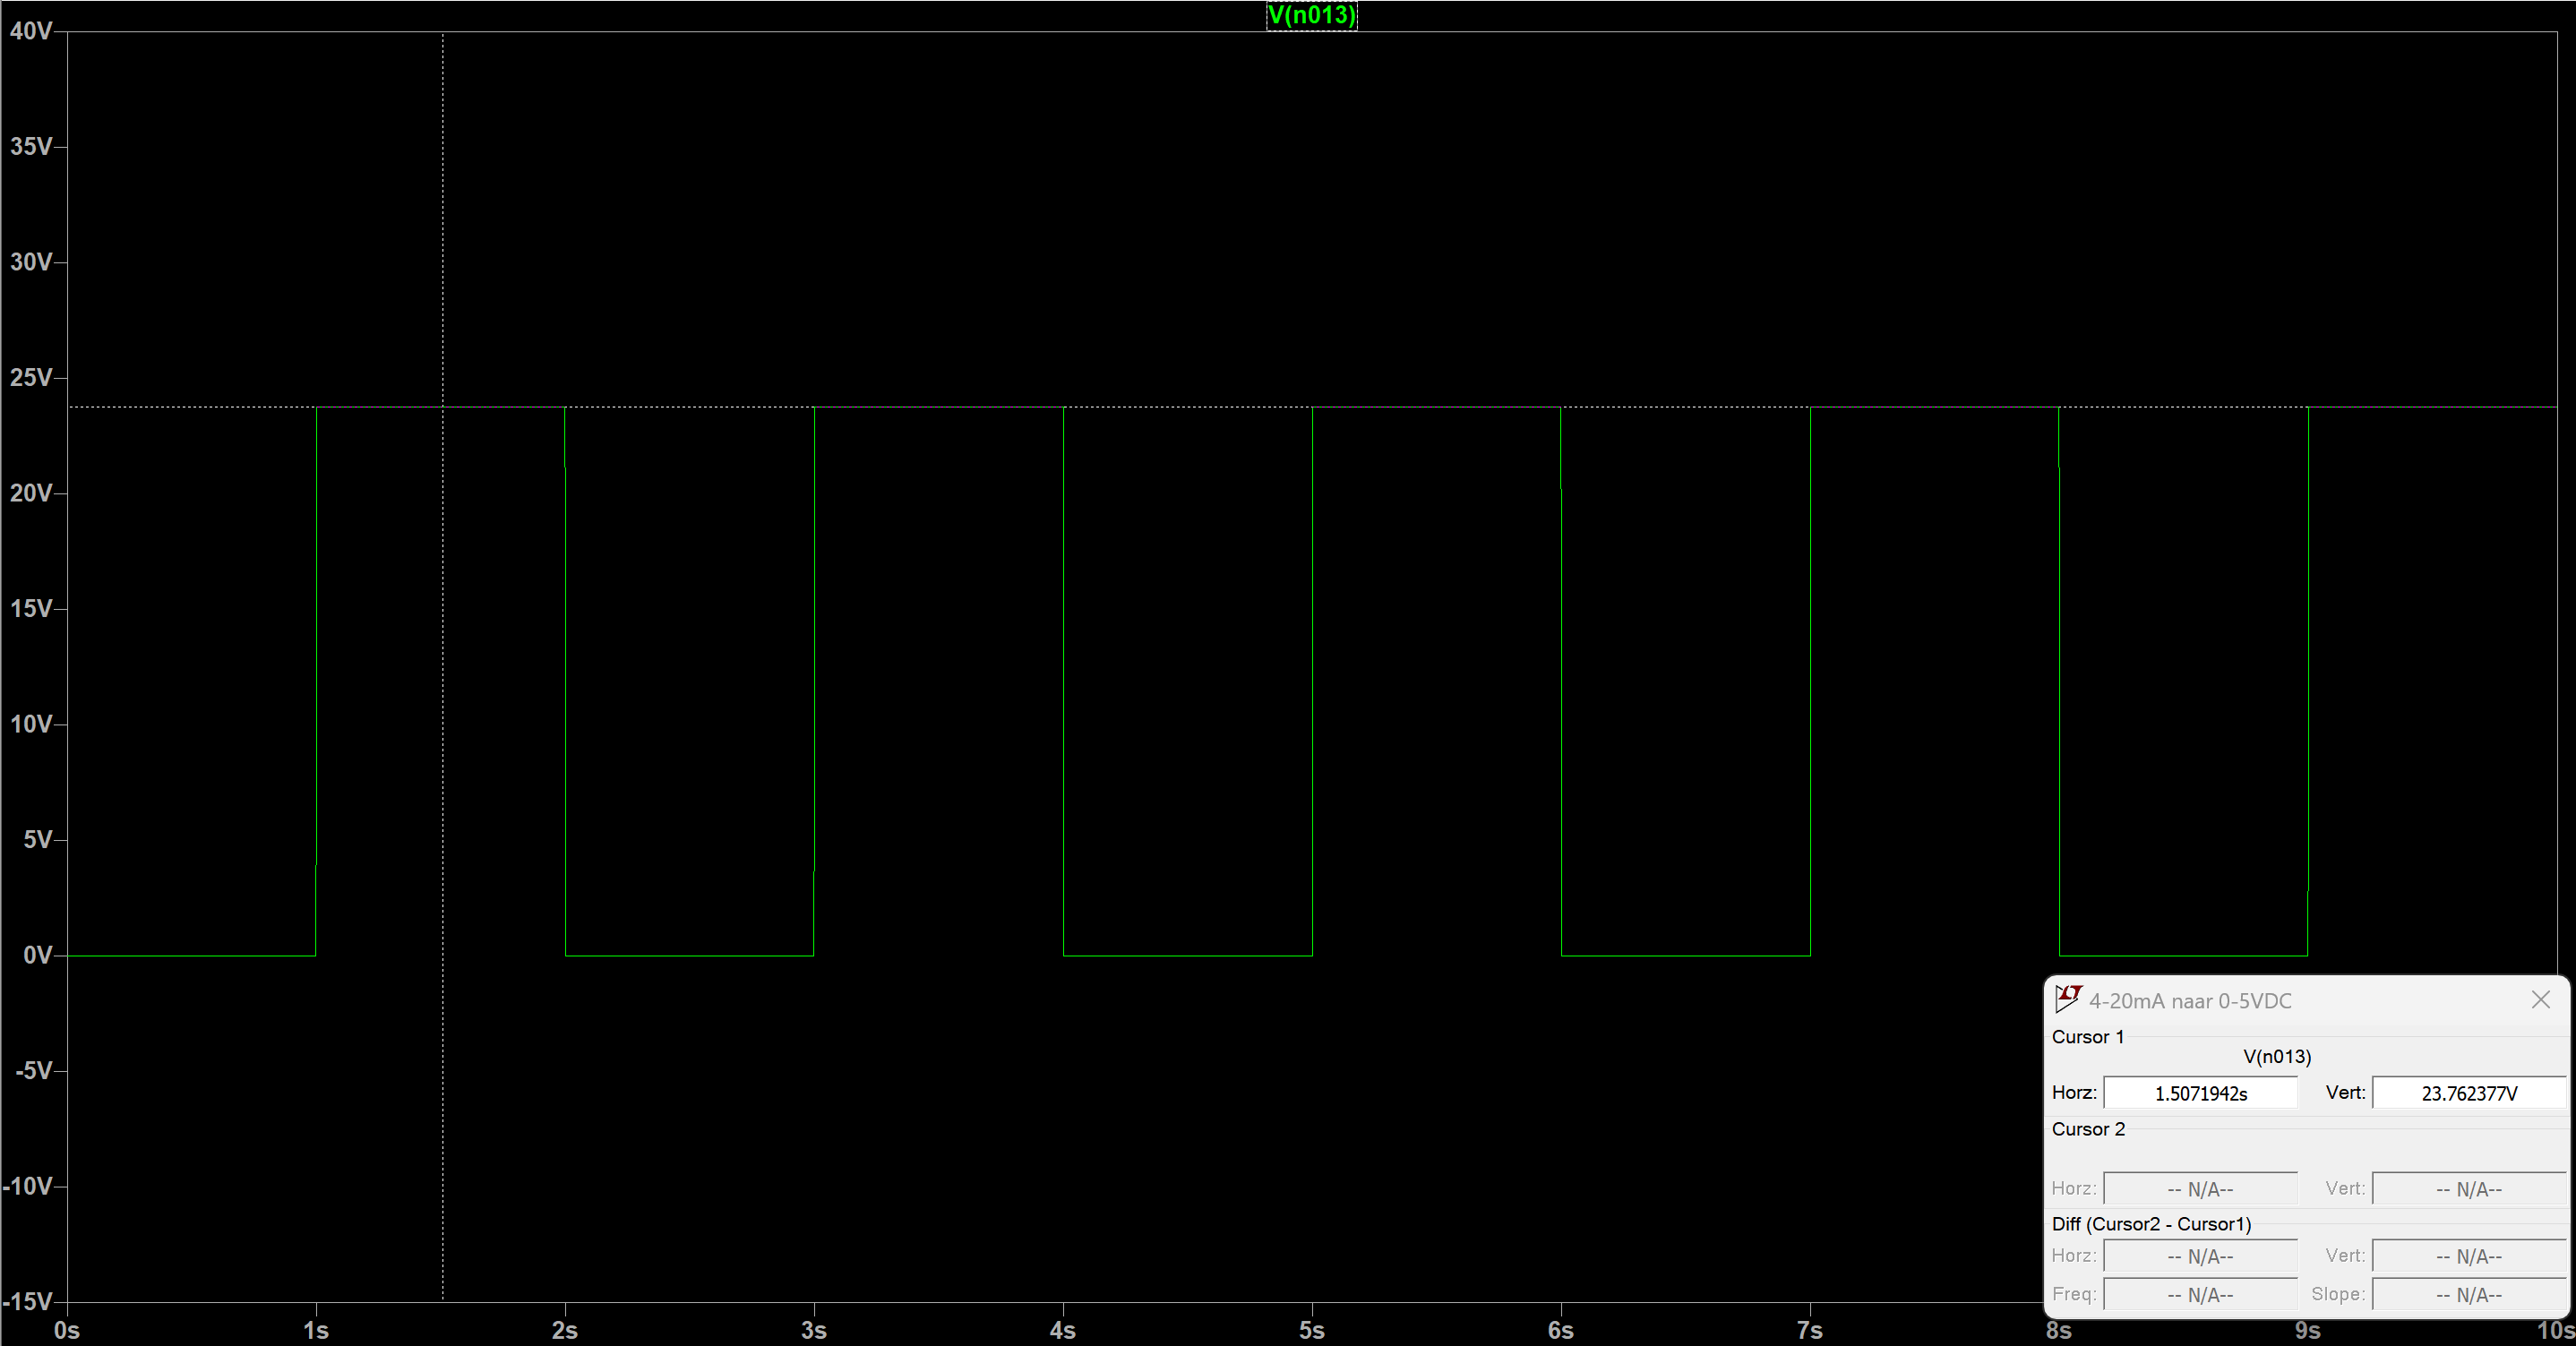 V(n013)
40V
35V
30V
25V
20V
15V
10V
5V
0V
-5V
-10V
-15V
0s 1s 2s 3s 4s 5s 6s 7s 8s 9s 10s
4-20mA naar 0-5VDC
Cursor 1
V(n013)
Horz: 1.5071942s Vert: 23.762377V
Cursor 2
Horz: -- N/A-- Vert: -- N/A--
Diff (Cursor2 - Cursor1)
Horz: -- N/A-- Vert: -- N/A--
Freq: -- N/A-- Slope: -- N/A--